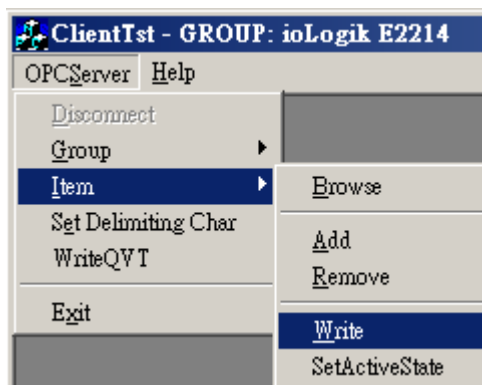 ClientTst - GROUP: ioLogik E2214
OPCServer Help
Disconnect
Group
Item
Set Delimiting Char
WriteQVT
Exit
Browse
Add
Remove
Write
SetActiveState